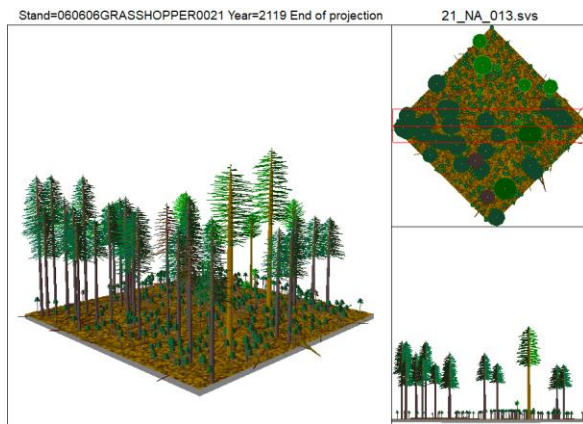 Stand=060606GRASSHOPPER0021 Year=2119 End of projection
21_NA_013.svs